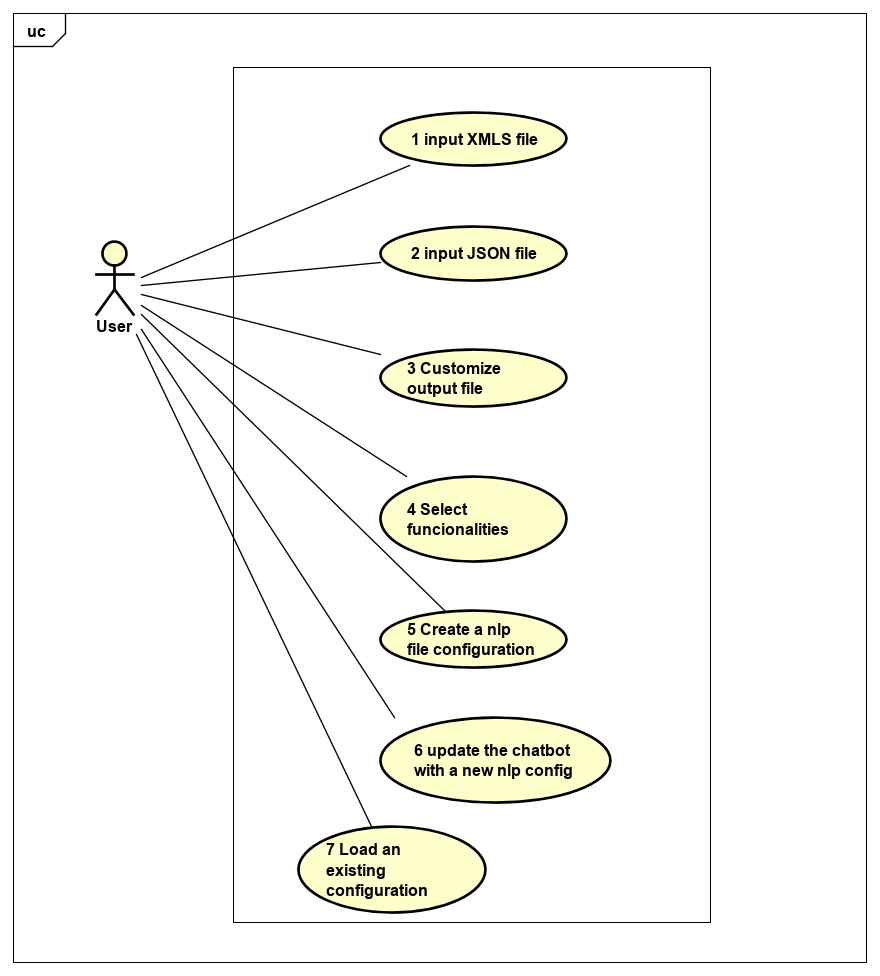 uc
1 input XMLS file
2 input JSON file
User
3 Customize
output file
4 Select
funcionalities
5 Create a nlp
file configuration
6 update the chatbot
with a new nlp config
7 Load an
existing
configuration